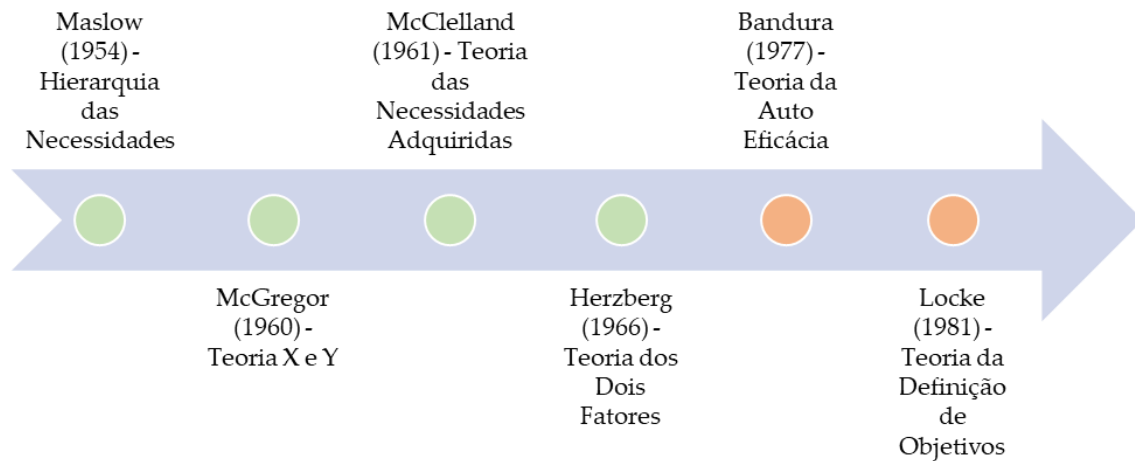 Maslow
(1954) -
Hierarquia
das
Necessidades
McGregor
(1960) -
Teoria X e Y
McClelland
(1961) - Teoria
das
Necessidades
Adquiridas
Herzberg
(1966) -
Teoria dos
Dois
Fatores
Bandura
(1977) -
Teoria da
Auto
Eficácia
Locke
(1981) -
Teoria da
Definição
de
Objetivos